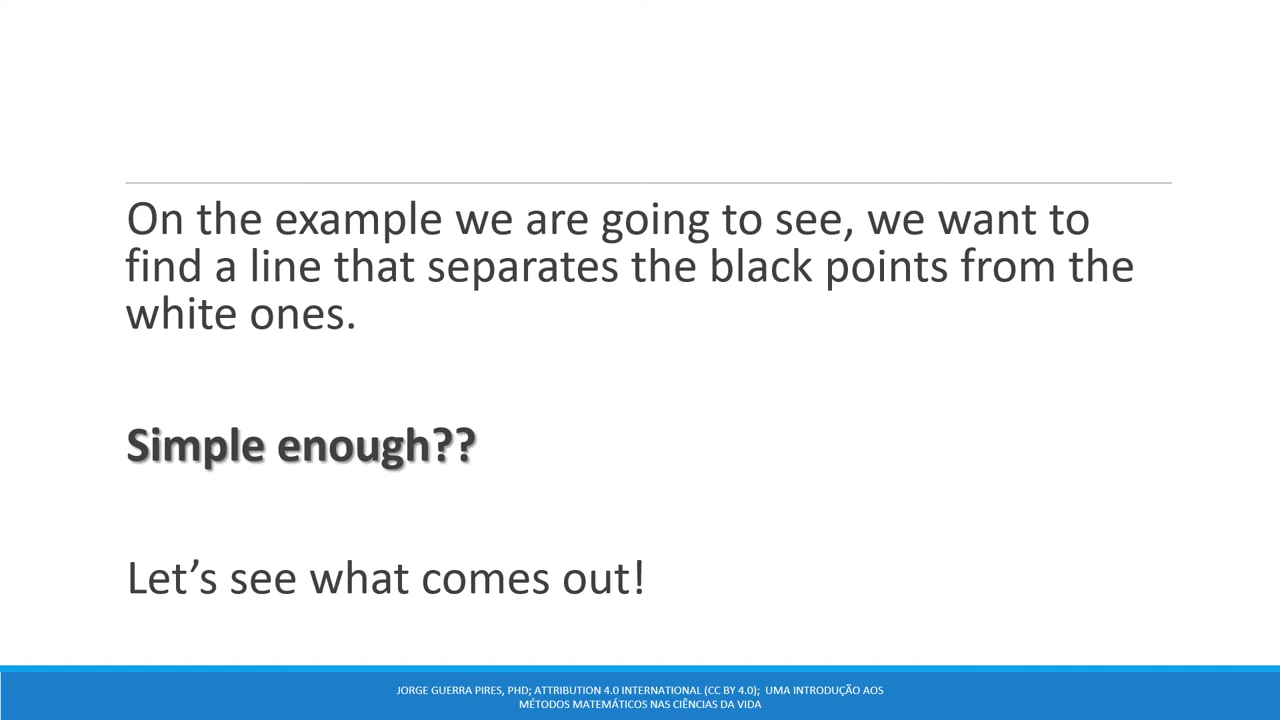 On the example we are going to see, we want to
find a line that separates the black points from the
white ones.
Simple enough??
Let’s see what comes out!
JORGE GUERRA PIRES, PHD; ATTRIBUTION 4.0 INTERNATIONAL (CC BY 4.0); UMA INTRODUÇÃO AOS
MÉTODOS MATEMÁTICOS NAS CIÊNCIAS DA VIDA